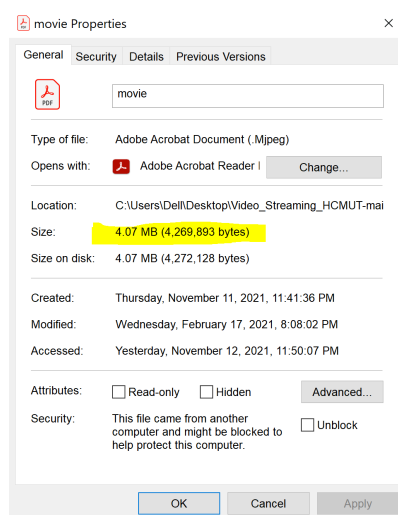 movie Properties
General Security Details Previous Versions
PDF
movie
Type of file: Adobe Acrobat Document (.Mjpeg)
Opens with: Adobe Acrobat Reader Change...
Location: C:\Users\Dell\Desktop\Video_Streaming_HCMUT-mai
Size: 4.07 MB (4,269,893 bytes)
Size on disk: 4.07 MB (4,272,128 bytes)
Created: Thursday, November 11, 2021, 11:41:36 PM
Modified: Wednesday, February 17, 2021, 8:08:02 PM
Accessed: Yesterday, November 12, 2021, 11:50:07 PM
Attributes: Read-only Hidden Advanced...
Security: This file came from another
computer and might be blocked to
help protect this computer.
Unblock
OK Cancel Apply